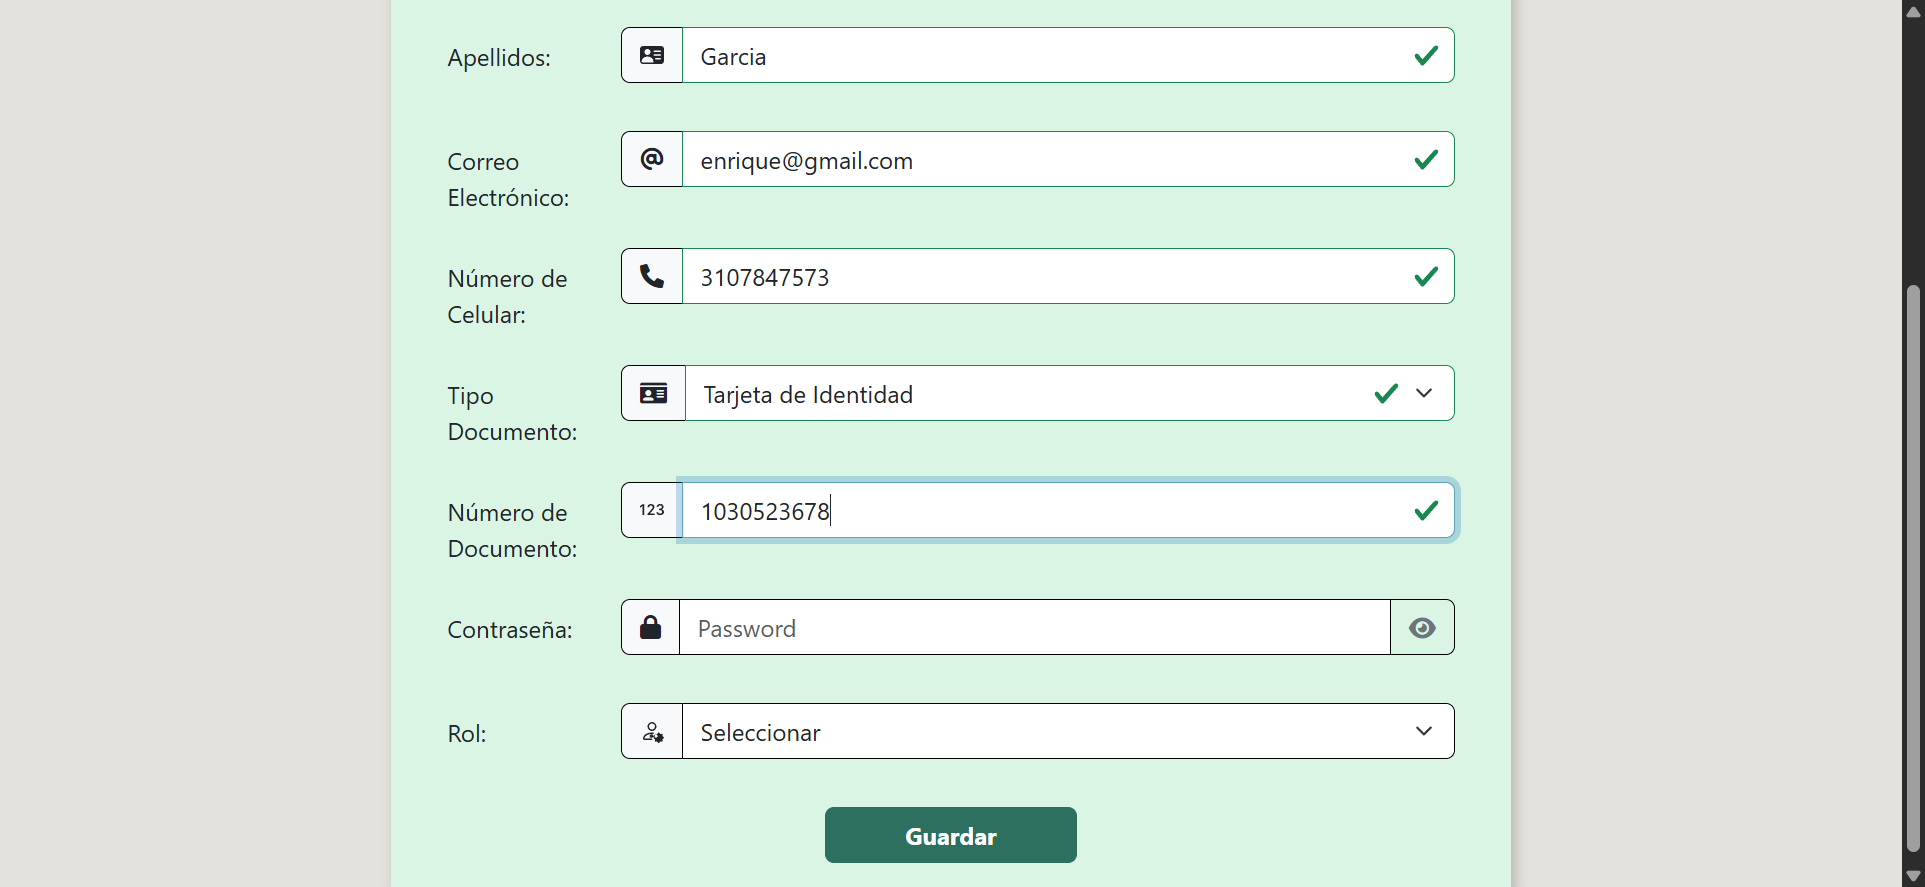 Apellidos:
Garcia
Correo
Electrónico:
enrique@gmail.com
Número de
Celular:
3107847573
Tipo
Documento:
Tarjeta de Identidad
Número de
Documento:
123
1030523678
Contraseña:
Password
Rol:
Seleccionar
Guardar